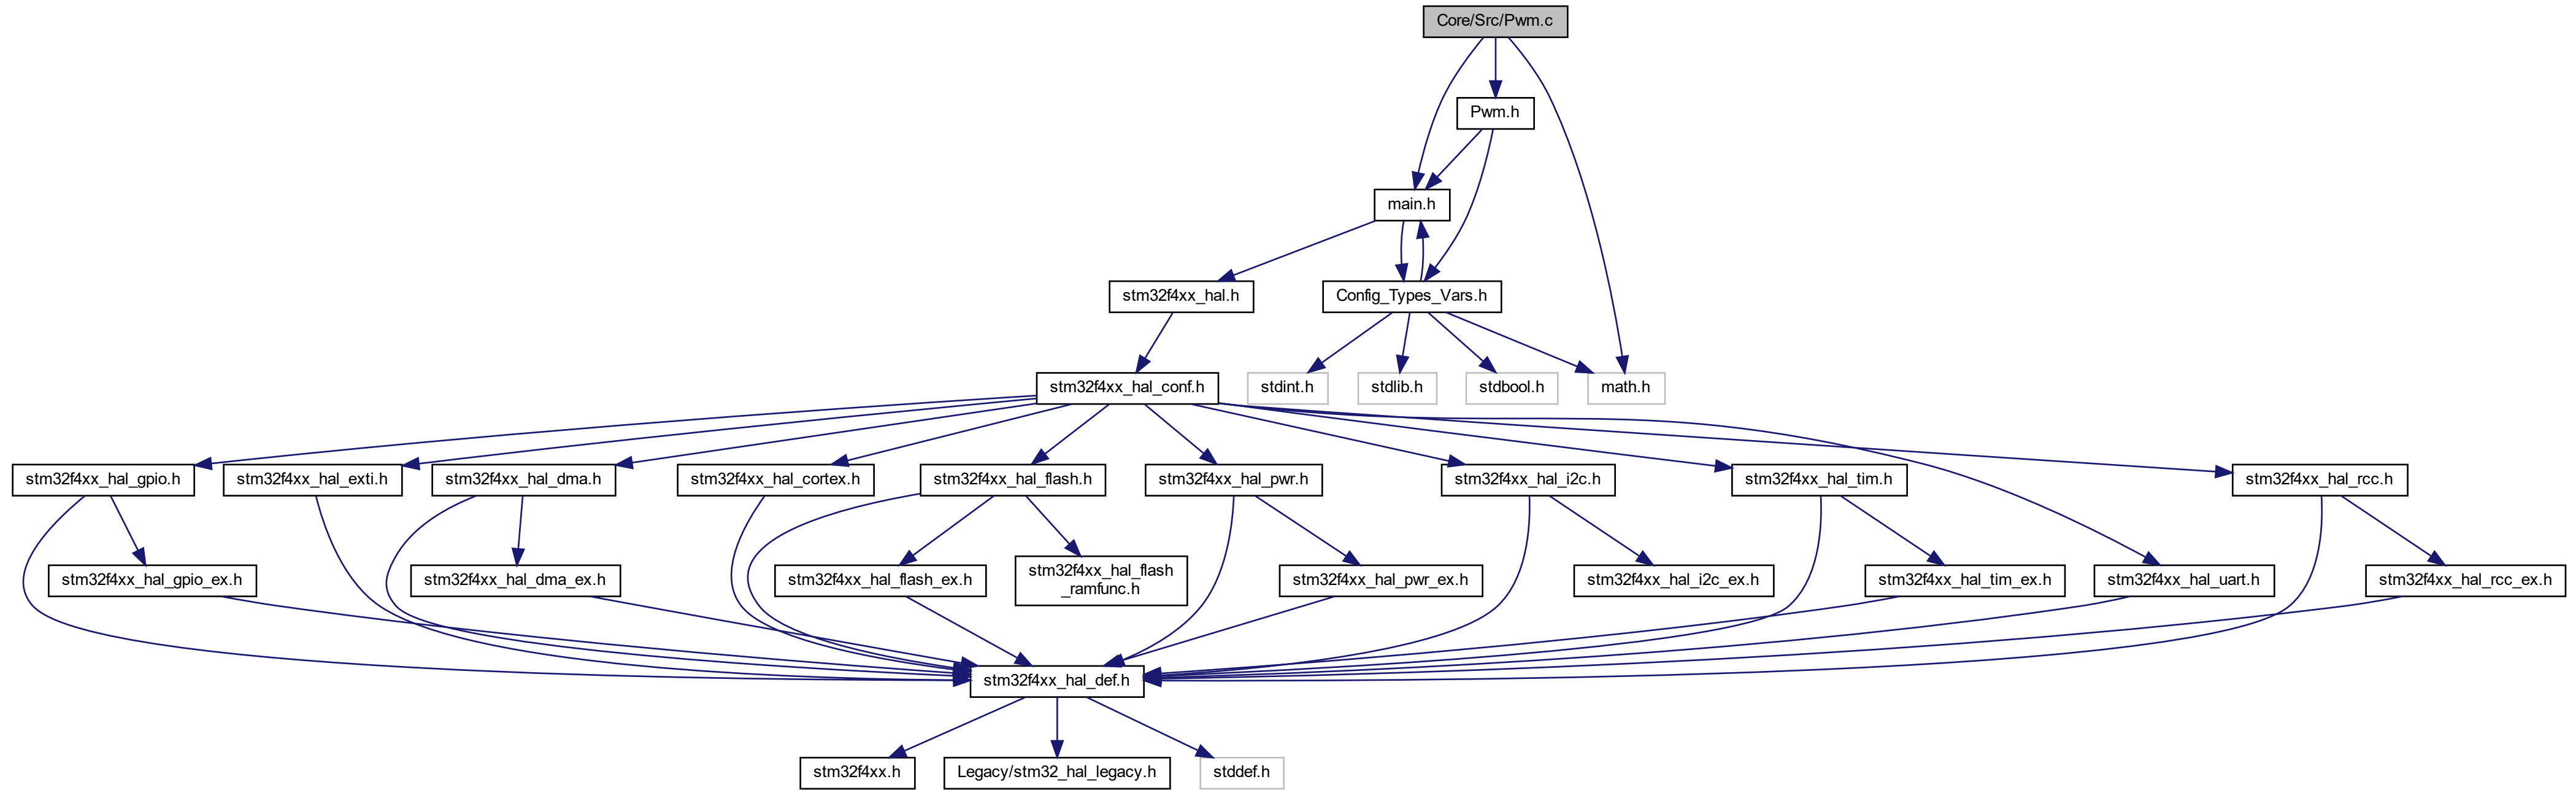 Core/Src/Pwm.c
Pwm.h
main.h
stm32f4xx_hal.h
Config_Types_Vars.h
stm32f4xx_hal_conf.h
stdint.h
stdlib.h
stdbool.h
math.h
stm32f4xx_hal_gpio.h
stm32f4xx_hal_exti.h
stm32f4xx_hal_dma.h
stm32f4xx_hal_cortex.h
stm32f4xx_hal_flash.h
stm32f4xx_hal_pwr.h
stm32f4xx_hal_i2c.h
stm32f4xx_hal_tim.h
stm32f4xx_hal_rcc.h
stm32f4xx_hal_gpio_ex.h
stm32f4xx_hal_dma_ex.h
stm32f4xx_hal_flash_ex.h
stm32f4xx_hal_flash
_ramfunc.h
stm32f4xx_hal_pwr_ex.h
stm32f4xx_hal_i2c_ex.h
stm32f4xx_hal_tim_ex.h
stm32f4xx_hal_uart.h
stm32f4xx_hal_rcc_ex.h
stm32f4xx_hal_def.h
stm32f4xx.h
Legacy/stm32_hal_legacy.h
stddef.h